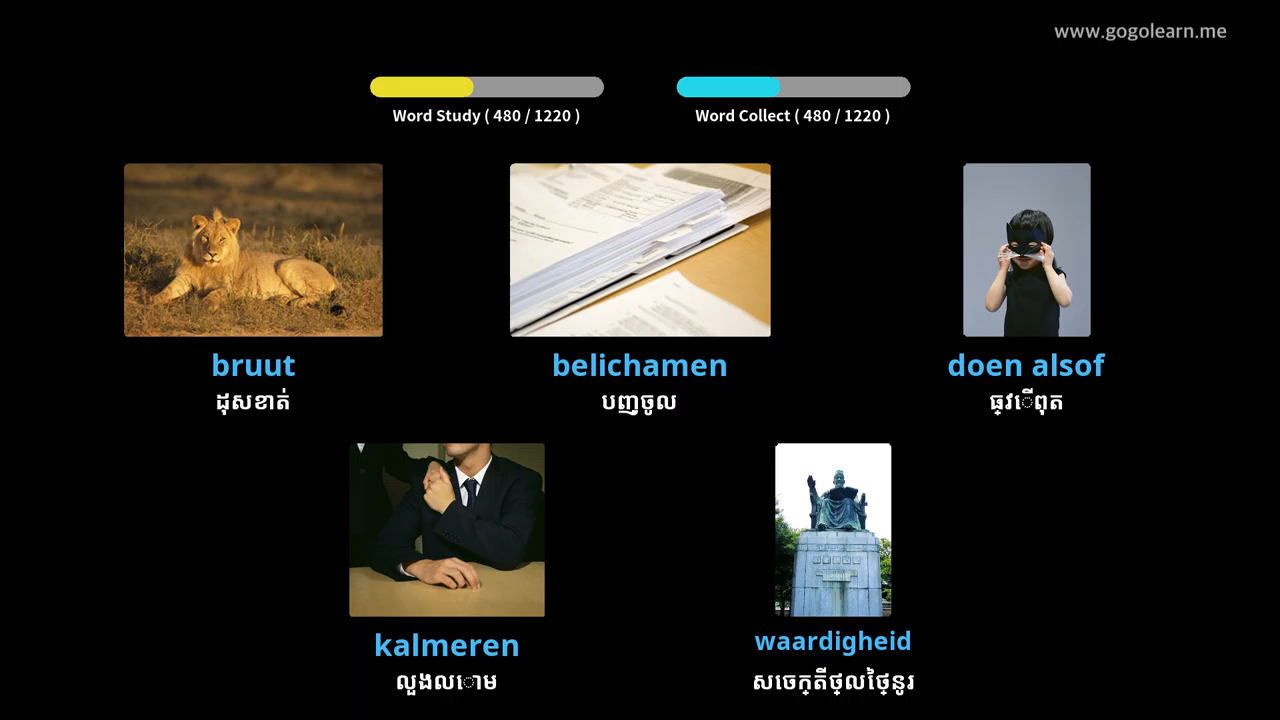 www.gogolearn.me
Word Study ( 480 / 1220 )
Word Collect ( 480 / 1220 )
bruut
belichamen
doen alsof
ដុសខាត់
បញ្ចូល
ធ្វើពុត
kalmeren
waardigheid
លួងលោម
សេចក្តីថ្លៃថ្នូរ